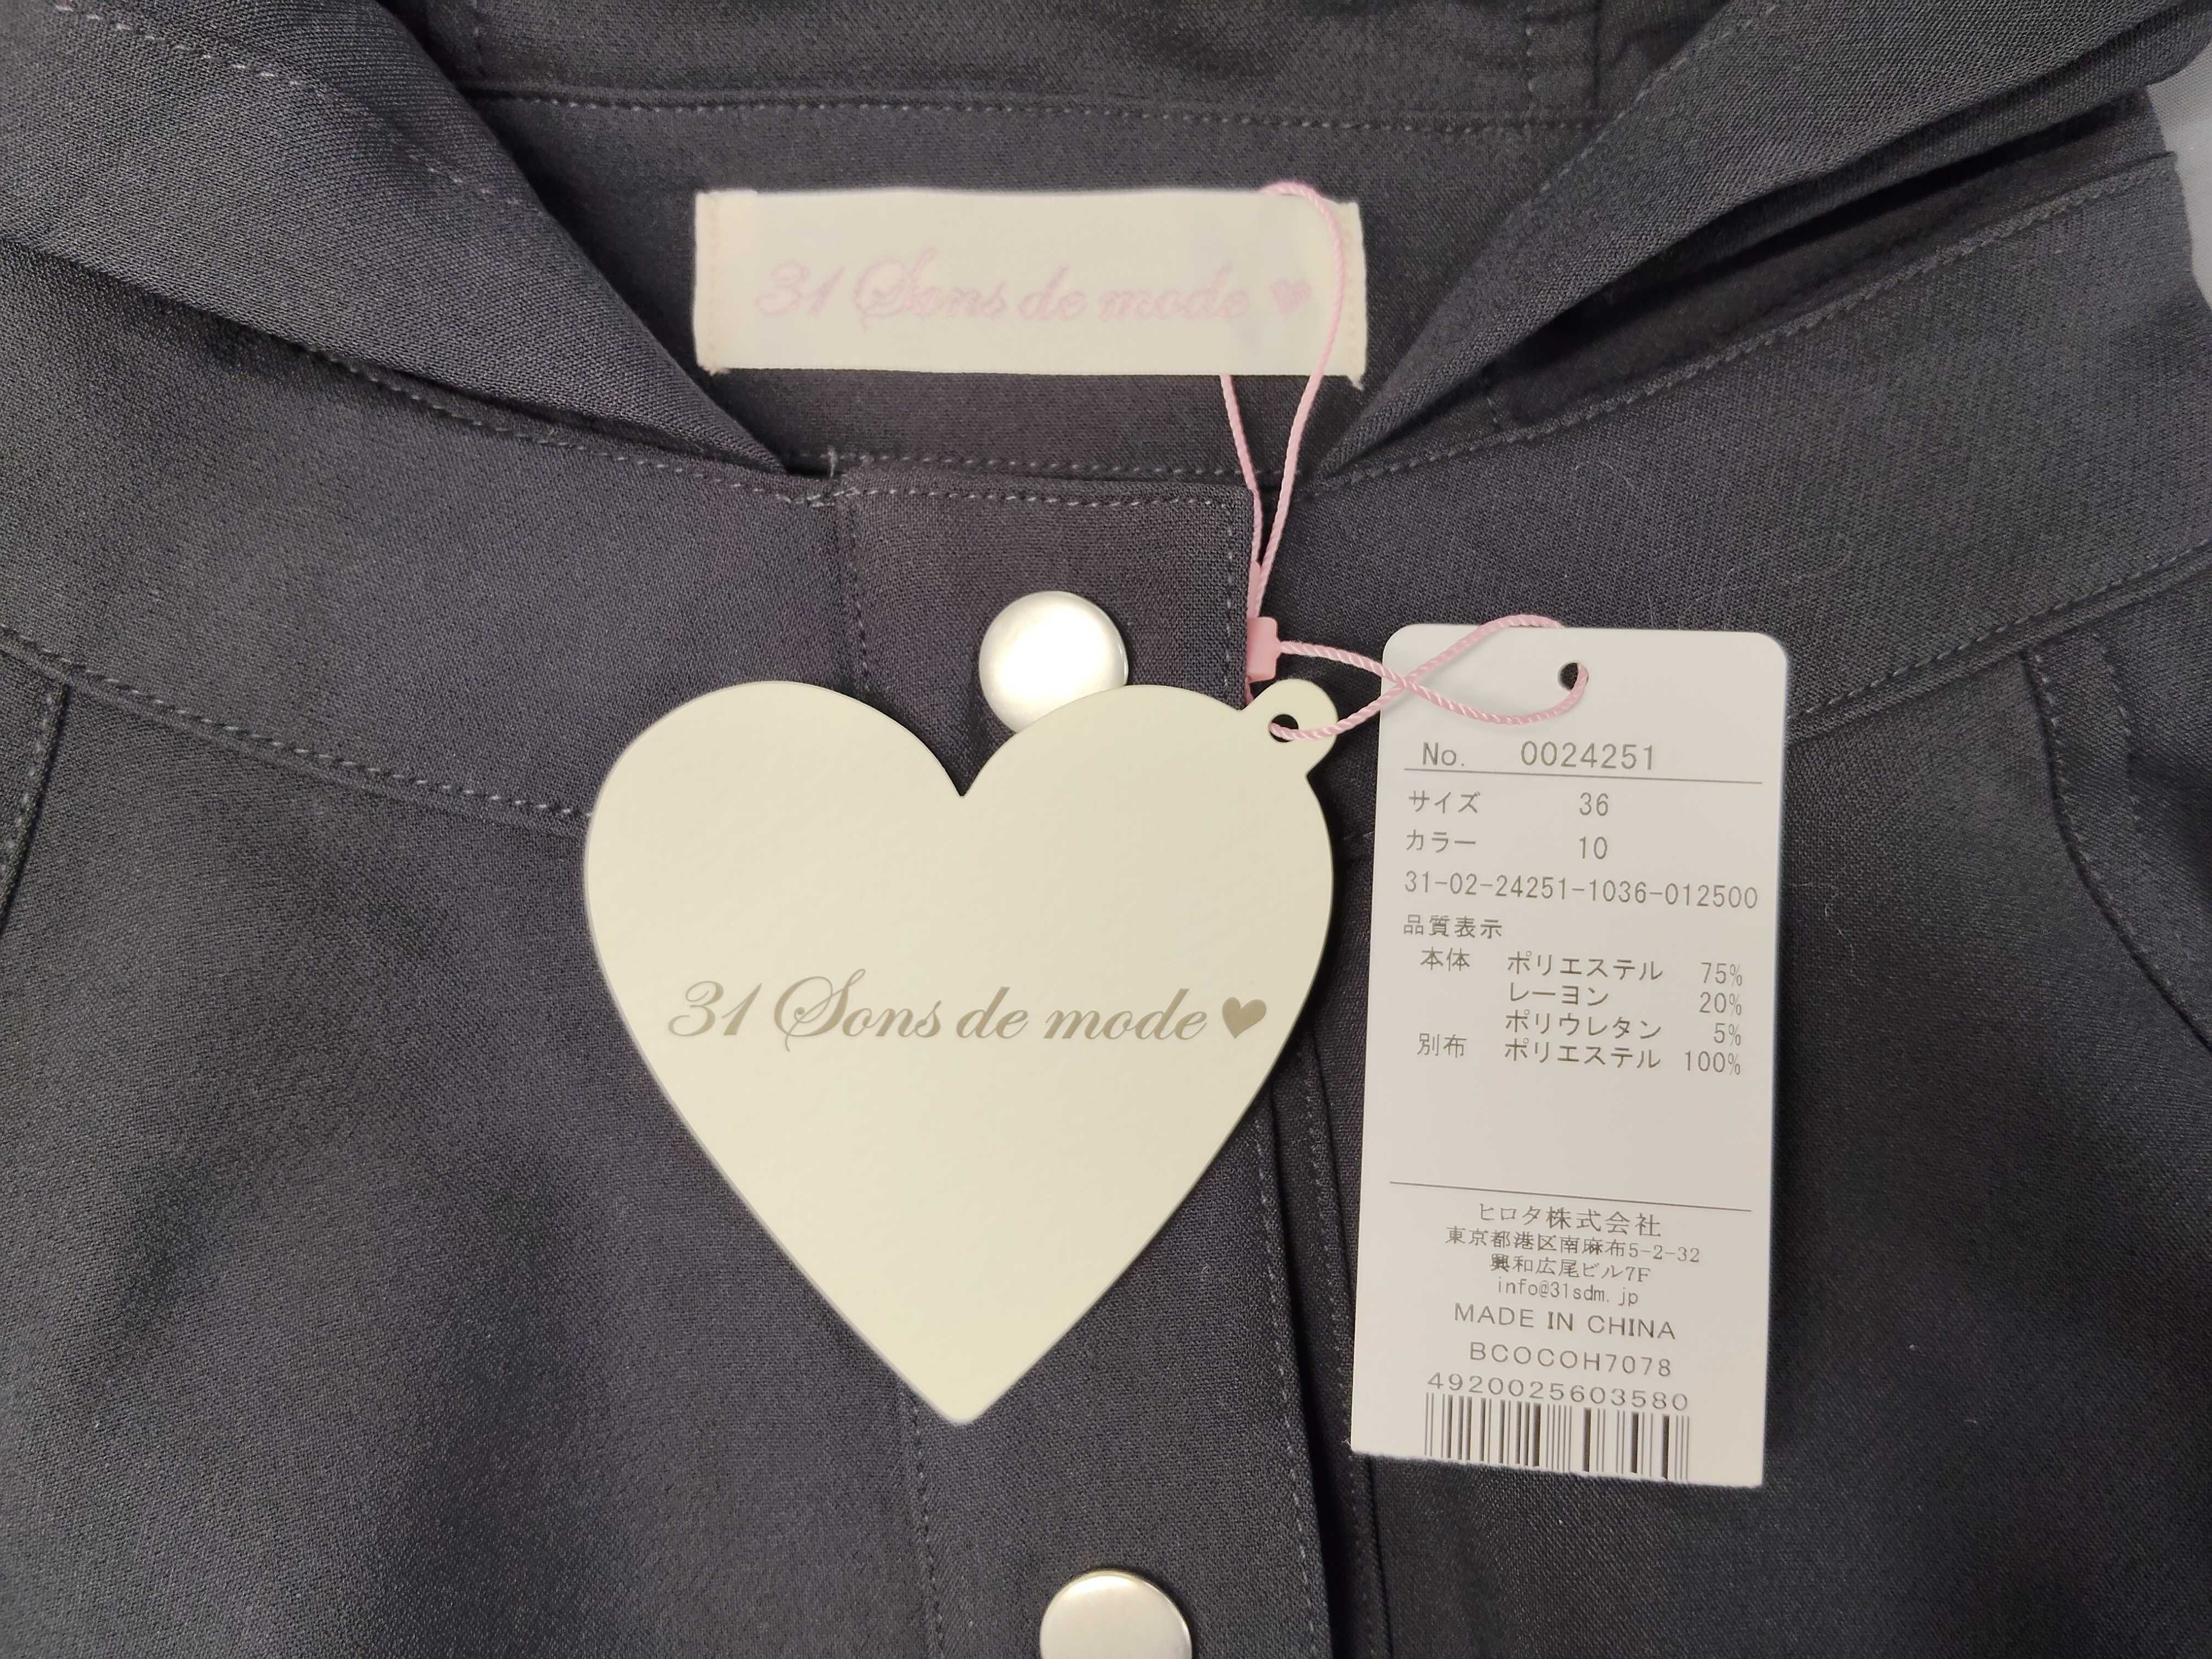 31 Sons de mode ♥
31 Sons de mode ♥
No. 0024251
サイズ 36
カラー 10
31-02-24251-1036-012500
品質表示
本体 ポリエステル 75%
レーヨン 20%
ポリウレタン 5%
別布 ポリエステル 100%
ヒロタ株式会社
東京都港区南麻布5-2-32
興和広尾ビル7F
info@31sdm.jp
MADE IN CHINA
BCOCOH7078
4920025603580